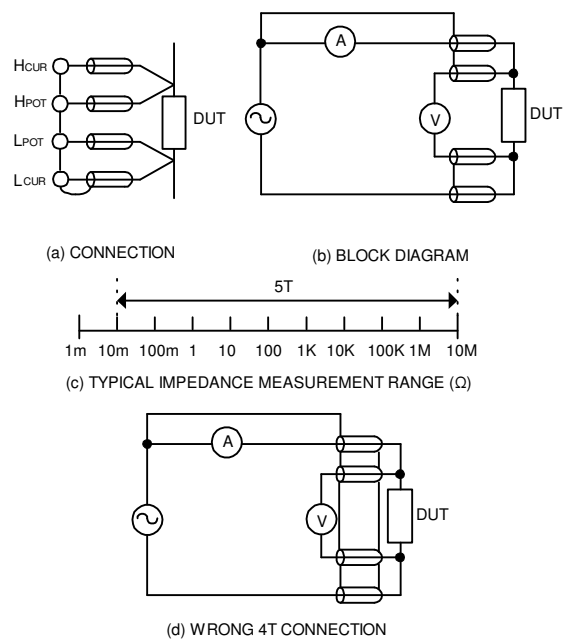 HCUR
HPOT
LPOT
LCUR
DUT
(a) CONNECTION
A
V
DUT
(b) BLOCK DIAGRAM
5T
1m 10m 100m 1 10 100 1K 10K 100K 1M 10M
(c) TYPICAL IMPEDANCE MEASUREMENT RANGE (Ω)
A
V
DUT
(d) WRONG 4T CONNECTION